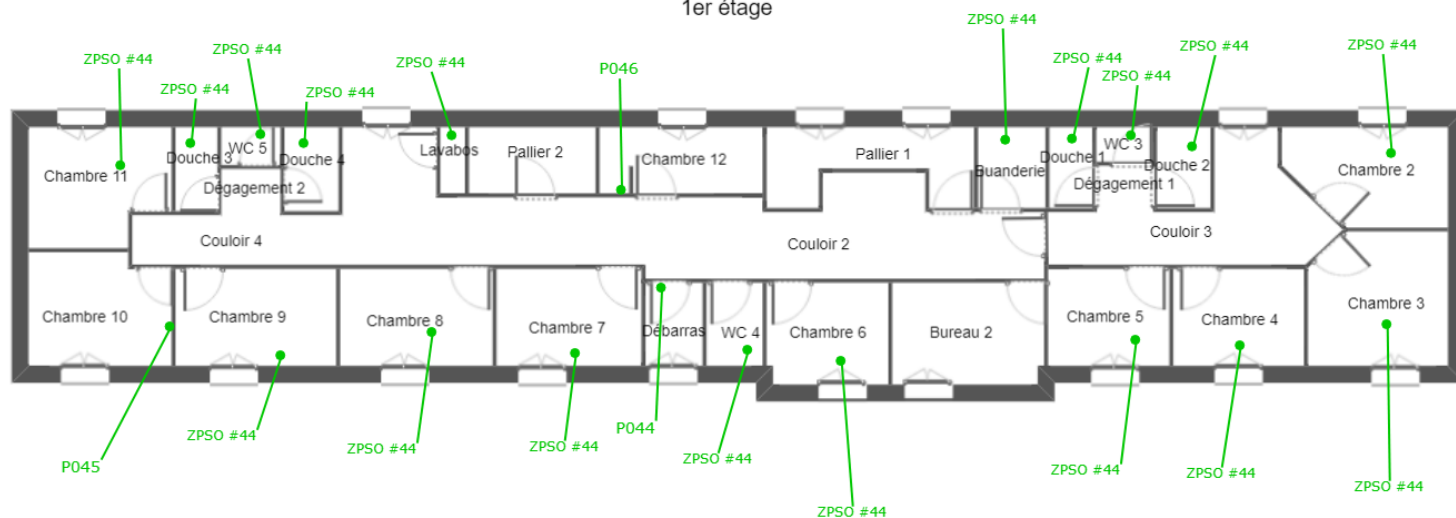 1er étage
ZPSO #44
ZPSO #44
ZPSO #44
ZPSO #44
ZPSO #44
P046
ZPSO #44
ZPSO #44
ZPSO #44
ZPSO #44
ZPSO #44
Chambre 11
Douche 3
WC 5
Douche 4
Dégagement 2
Lavabos
Pallier 2
Chambre 12
Pallier 1
Buanderie
Douche 1
WC 3
Douche 2
Dégagement 1
Chambre 2
Couloir 4
Couloir 2
Couloir 3
Chambre 10
Chambre 9
Chambre 8
Chambre 7
Débarras
WC 4
Chambre 6
Bureau 2
Chambre 5
Chambre 4
Chambre 3
P045
ZPSO #44
ZPSO #44
ZPSO #44
P044
ZPSO #44
ZPSO #44
ZPSO #44
ZPSO #44
ZPSO #44